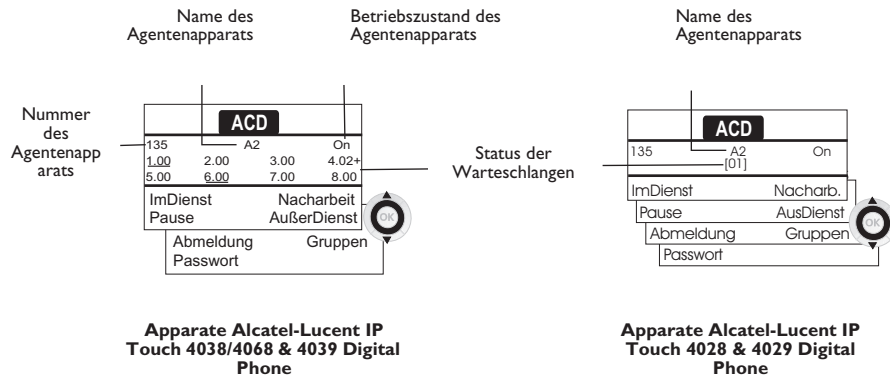 Name des
Agentenapparats
Betriebszustand des
Agentenapparats
Name des
Agentenapparats
Nummer
des
Agentenapp
arats
ACD
135 A2 On
1.00 2.00 3.00 4.02+
5.00 6.00 7.00 8.00
ImDienst Nacharbeit
Pause AußerDienst
OK
Abmeldung Gruppen
Passwort
Status der
Warteschlangen
ACD
135 A2 On
[01]
ImDienst Nacharb.
Pause AusDienst
OK
Abmeldung Gruppen
Passwort
Apparate Alcatel-Lucent IP
Touch 4038/4068 & 4039 Digital
Phone
Apparate Alcatel-Lucent IP
Touch 4028 & 4029 Digital
Phone